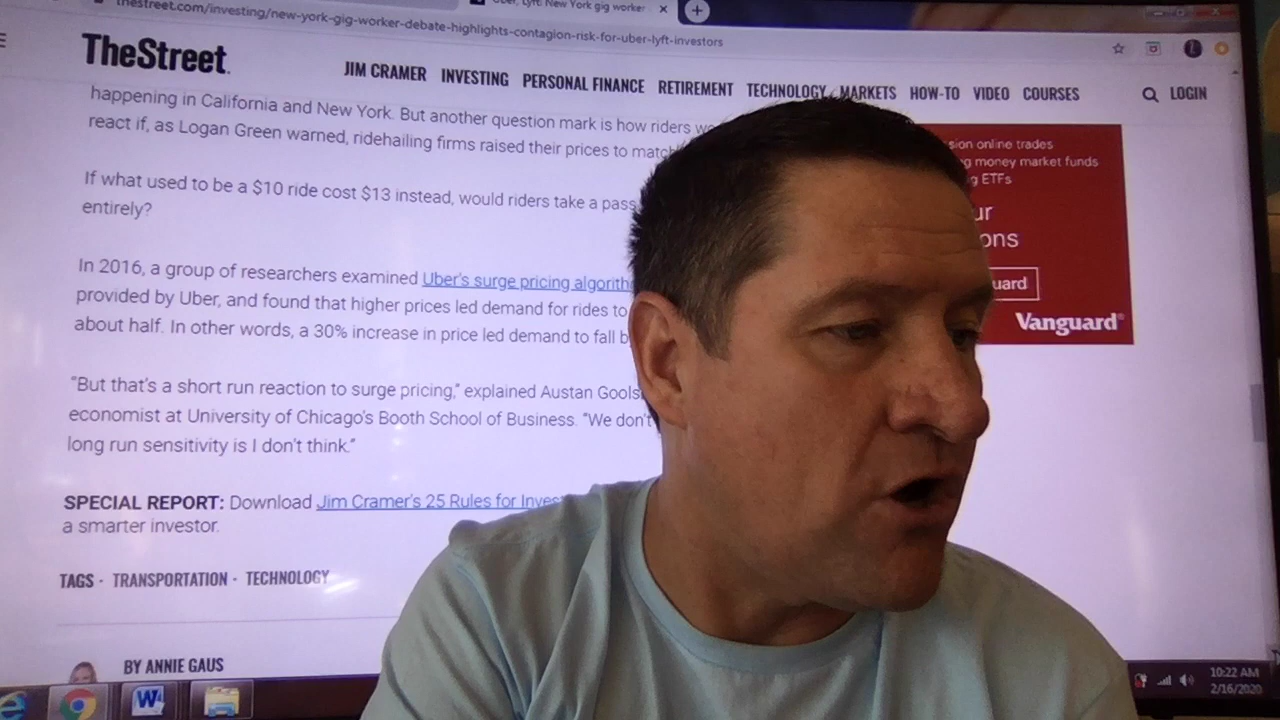 thestreet.com/investing/new-york-gig-worker-debate-highlights-contagion-risk-for-uber-lyft-investors
Uber, Lyft: New York gig worker
TheStreet
JIM CRAMER INVESTING PERSONAL FINANCE RETIREMENT TECHNOLOGY MARKETS HOW-TO VIDEO COURSES LOGIN
happening in California and New York. But another question mark is how riders
react if, as Logan Green warned, ridehailing firms raised their prices to match
If what used to be a $10 ride cost $13 instead, would riders take a pass
entirely?
In 2016, a group of researchers examined Uber's surge pricing
provided by Uber, and found that higher prices led demand for rides to
about half. In other words, a 30% increase in price led demand to fall
"But that's a short run reaction to surge pricing," explained Austan
economist at University of Chicago's Booth School of Business. "We don't
long run sensitivity is I don't think."
SPECIAL REPORT: Download Jim Cramer's 25 Rules for
a smarter investor.
TAGS · TRANSPORTATION · TECHNOLOGY
BY ANNIE GAUS
online trades
money market funds
ETFs
Vanguard
10:22 AM
2/16/2020